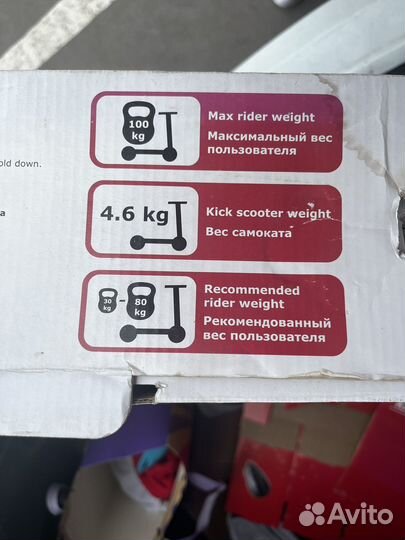 100
kg
Max rider weight
Максимальный вес
пользователя
old down.
a
4.6 kg
Kick scooter weight
Вес самоката
30
kg
-
80
kg
Recommended
rider weight
Рекомендованный
вес пользователя
Avito